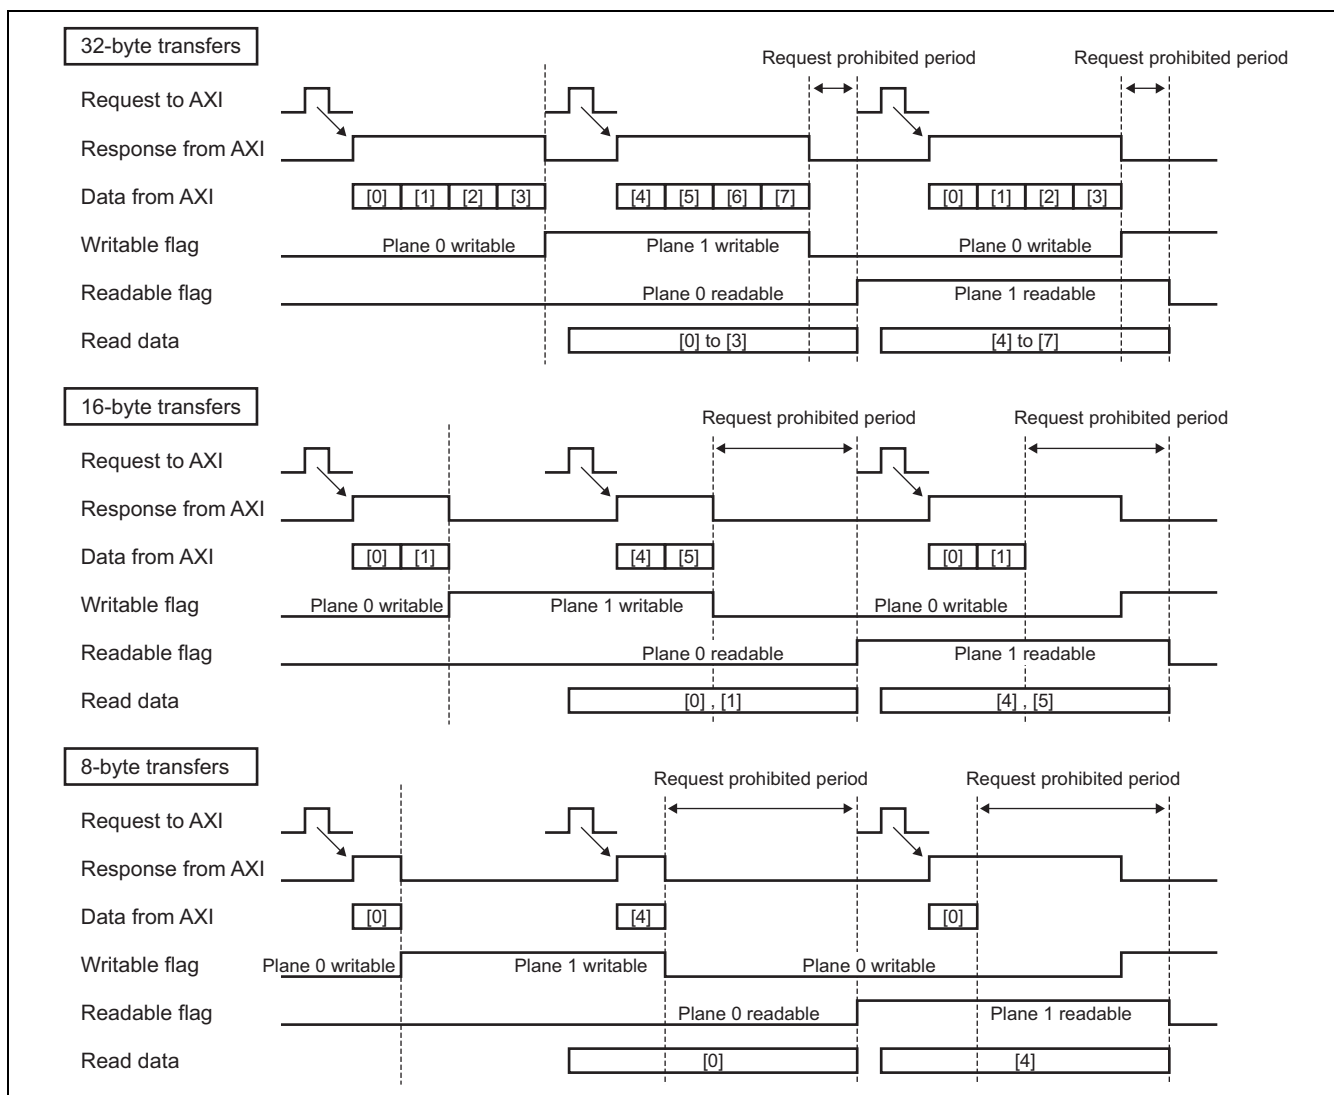 32-byte transfers
Request prohibited period Request prohibited period
Request to AXI
Response from AXI
Data from AXI [0] [1] [2] [3] [4] [5] [6] [7] [0] [1] [2] [3]
Writable flag Plane 0 writable Plane 1 writable Plane 0 writable
Readable flag Plane 0 readable Plane 1 readable
Read data [0] to [3] [4] to [7]
16-byte transfers
Request prohibited period Request prohibited period
Request to AXI
Response from AXI
Data from AXI [0] [1] [4] [5] [0] [1]
Writable flag Plane 0 writable Plane 1 writable Plane 0 writable
Readable flag Plane 0 readable Plane 1 readable
Read data [0] , [1] [4] , [5]
8-byte transfers
Request prohibited period Request prohibited period
Request to AXI
Response from AXI
Data from AXI [0] [4] [0]
Writable flag Plane 0 writable Plane 1 writable Plane 0 writable
Readable flag Plane 0 readable Plane 1 readable
Read data [0] [4]